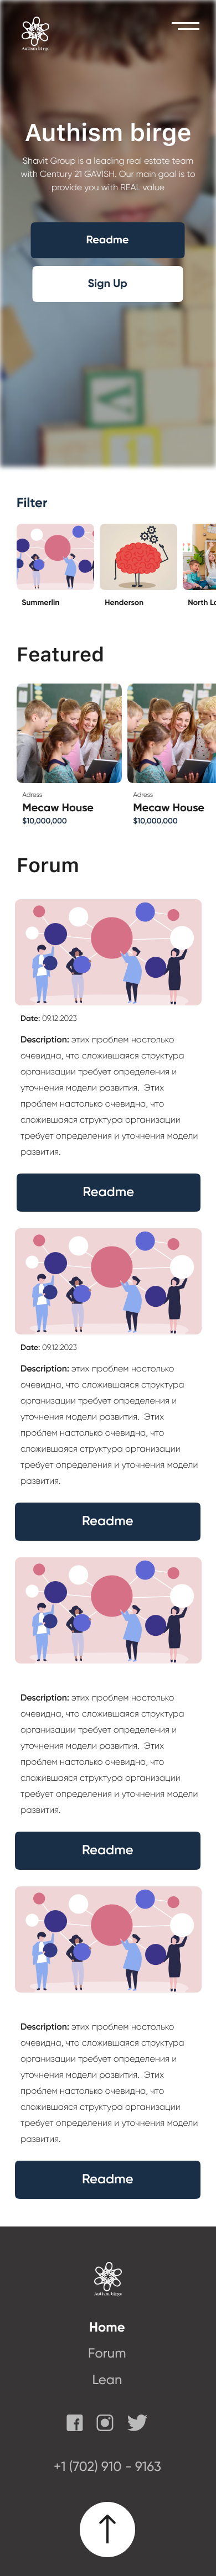 Authism birge
Authism birge
Shavit Group is a leading real estate team
with Century 21 GAVISH. Our main goal is to
provide you with REAL value
Readme
Sign Up
Filter
Summerlin
Henderson
North La
Featured
Adress
Mecaw House
$10,000,000
Adress
Mecaw House
$10,000,000
Forum
Date: 09.12.2023
Description: этих проблем настолько
очевидна, что сложившаяся структура
организации требует определения и
уточнения модели развития. Этих
проблем настолько очевидна, что
сложившаяся структура организации
требует определения и уточнения модели
развития.
Readme
Date: 09.12.2023
Description: этих проблем настолько
очевидна, что сложившаяся структура
организации требует определения и
уточнения модели развития. Этих
проблем настолько очевидна, что
сложившаяся структура организации
требует определения и уточнения модели
развития.
Readme
Description: этих проблем настолько
очевидна, что сложившаяся структура
организации требует определения и
уточнения модели развития. Этих
проблем настолько очевидна, что
сложившаяся структура организации
требует определения и уточнения модели
развития.
Readme
Description: этих проблем настолько
очевидна, что сложившаяся структура
организации требует определения и
уточнения модели развития. Этих
проблем настолько очевидна, что
сложившаяся структура организации
требует определения и уточнения модели
развития.
Readme
Authism birge
Home
Forum
Lean
+1 (702) 910 - 9163